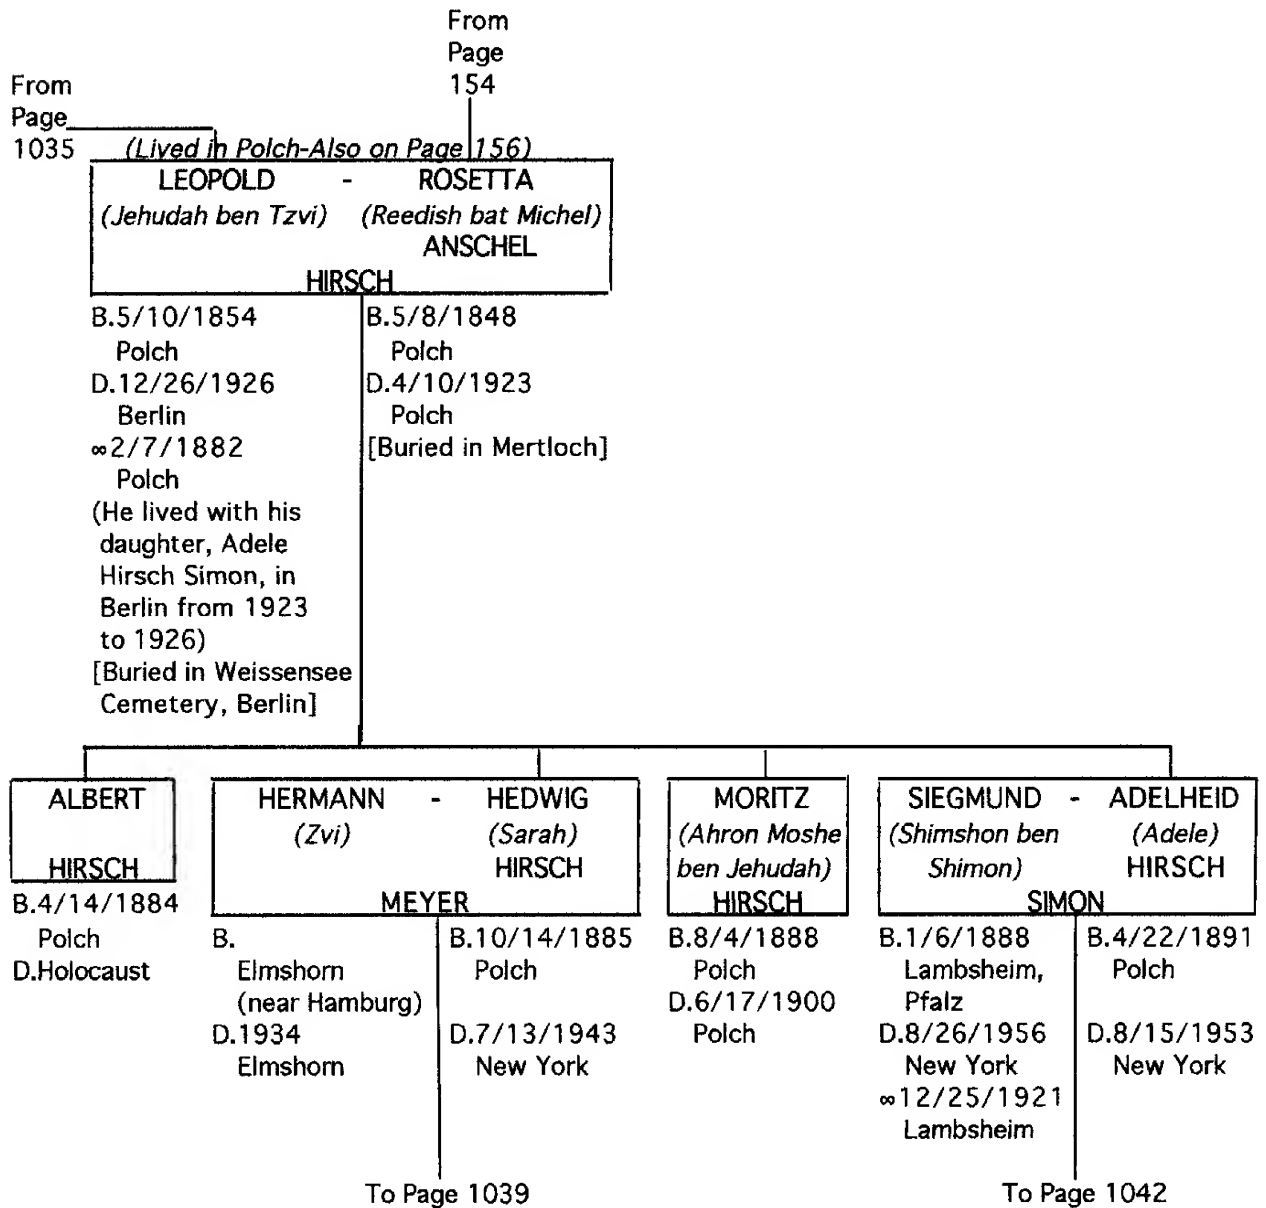 From
Page
154
From
Page
1035
(Lived in Polch-Also on Page 156)
LEOPOLD - ROSETTA
(Jehudah ben Tzvi) (Reedish bat Michel)
ANSCHEL
HIRSCH
B.5/10/1854
Polch
D.12/26/1926
Berlin
∞2/7/1882
Polch
(He lived with his
daughter, Adele
Hirsch Simon, in
Berlin from 1923
to 1926)
[Buried in Weissensee
Cemetery, Berlin]
B.5/8/1848
Polch
D.4/10/1923
Polch
[Buried in Mertloch]
ALBERT
HIRSCH
B.4/14/1884
Polch
D.Holocaust
HERMANN - HEDWIG
(Zvi) (Sarah)
HIRSCH
MEYER
B.
Elmshorn
(near Hamburg)
D.1934
Elmshorn
B.10/14/1885
Polch
D.7/13/1943
New York
To Page 1039
MORITZ
(Ahron Moshe
ben Jehudah)
HIRSCH
B.8/4/1888
Polch
D.6/17/1900
Polch
SIEGMUND - ADELHEID
(Shimshon ben (Adele)
Shimon) HIRSCH
SIMON
B.1/6/1888
Lambsheim,
Pfalz
D.8/26/1956
New York
∞12/25/1921
Lambsheim
B.4/22/1891
Polch
D.8/15/1953
New York
To Page 1042